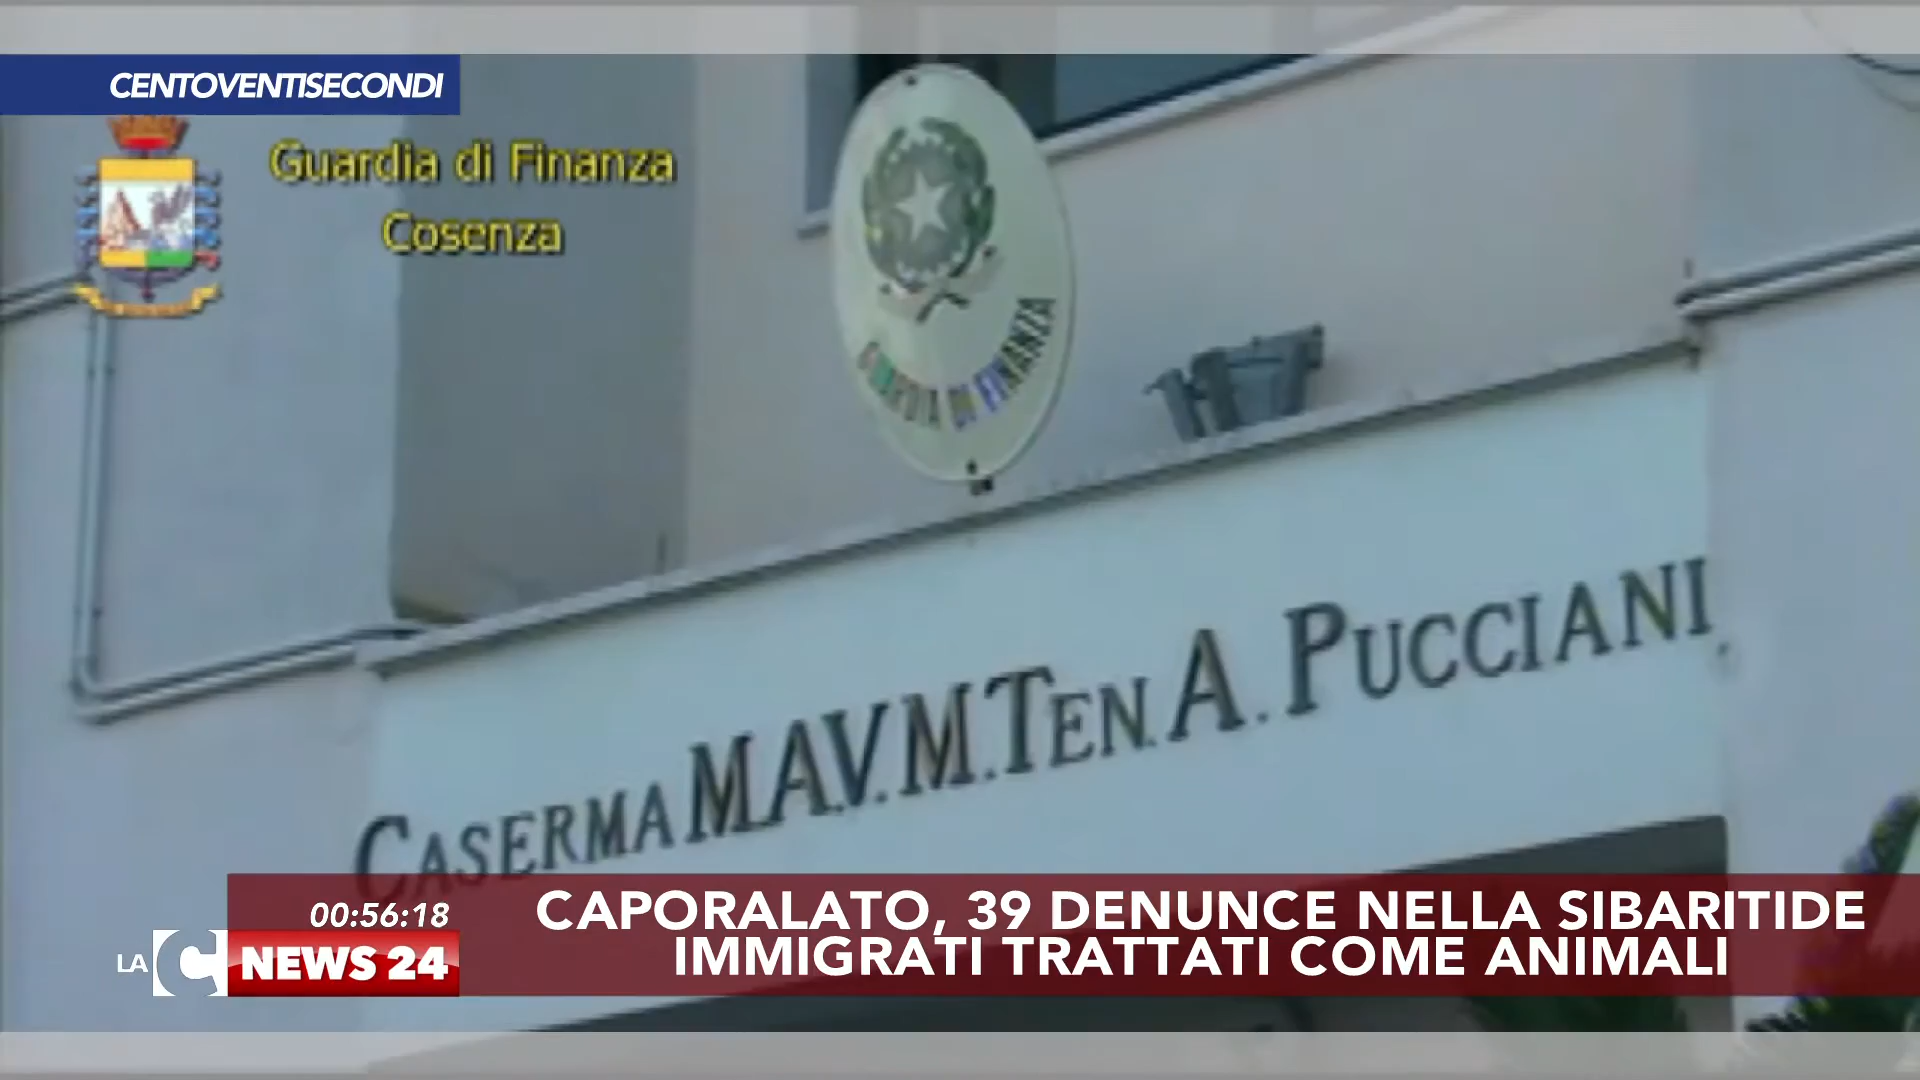 CENTOVENTISECONDI
Guardia di Finanza
Cosenza
GUARDIA DI FINANZA
CASERMA M.A.V.M. TEN. A. PUCCIANI
00:56:18
LA C NEWS 24
CAPORALATO, 39 DENUNCE NELLA SIBARITIDE
IMMIGRATI TRATTATI COME ANIMALI